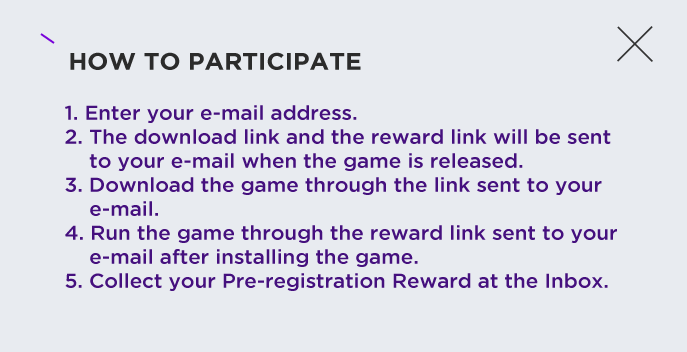 HOW TO PARTICIPATE
1. Enter your e-mail address.
2. The download link and the reward link will be sent
to your e-mail when the game is released.
3. Download the game through the link sent to your
e-mail.
4. Run the game through the reward link sent to your
e-mail after installing the game.
5. Collect your Pre-registration Reward at the Inbox.